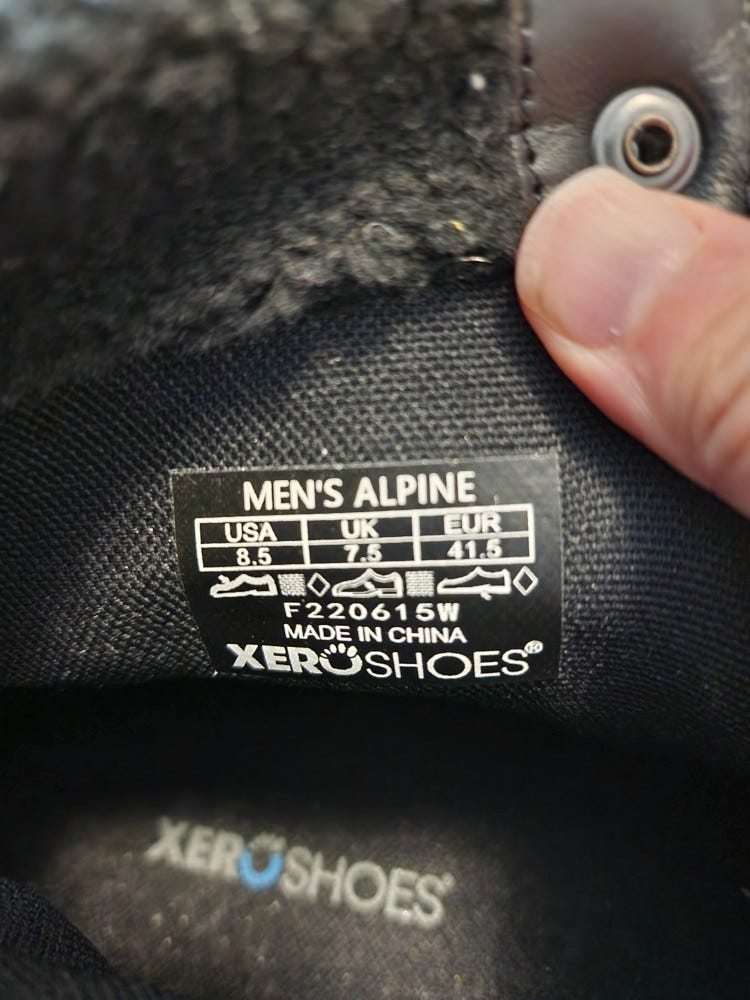 MEN'S ALPINE
USA UK EUR
8.5 7.5 41.5
F220615W
MADE IN CHINA
XEROSHOES®
XEROSHOES